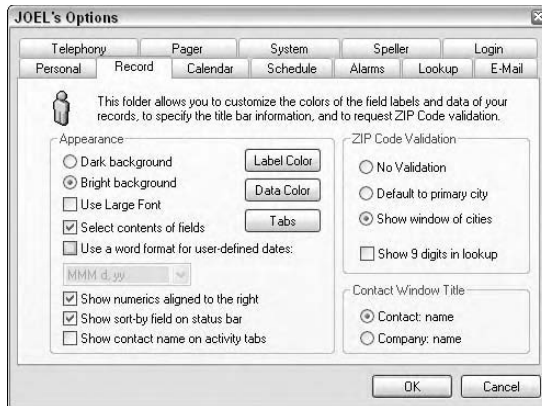 JOEL's Options
Telephony Pager System Speller Login
Personal Record Calendar Schedule Alarms Lookup E-Mail
This folder allows you to customize the colors of the field labels and data of your
records, to specify the title bar information, and to request ZIP Code validation.
Appearance
Dark background
Label Color
Bright background
Data Color
Use Large Font
Select contents of fields
Tabs
Use a word format for user-defined dates:
MMM d, yy
Show numerics aligned to the right
Show sort-by field on status bar
Show contact name on activity tabs
ZIP Code Validation
No Validation
Default to primary city
Show window of cities
Show 9 digits in lookup
Contact Window Title
Contact: name
Company: name
OK Cancel